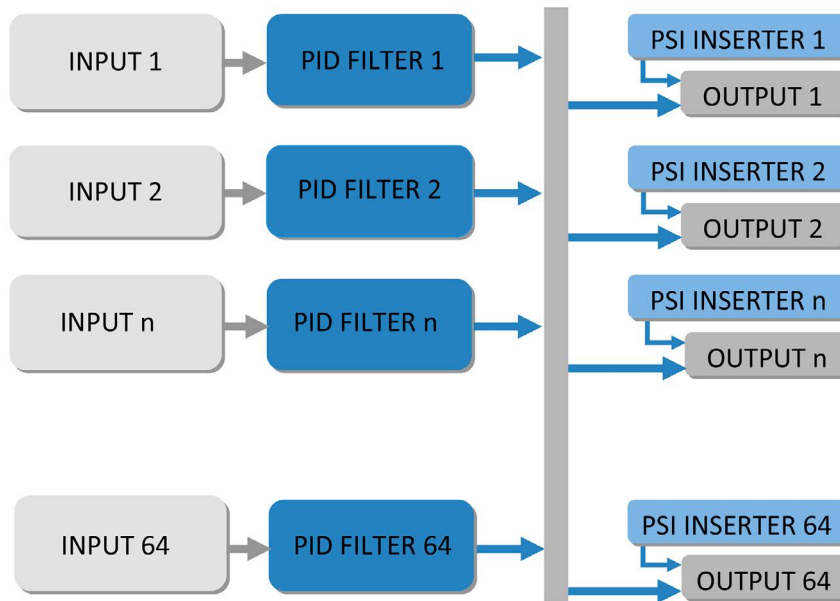 INPUT 1
PID FILTER 1
PSI INSERTER 1
OUTPUT 1
INPUT 2
PID FILTER 2
PSI INSERTER 2
OUTPUT 2
INPUT n
PID FILTER n
PSI INSERTER n
OUTPUT n
INPUT 64
PID FILTER 64
PSI INSERTER 64
OUTPUT 64